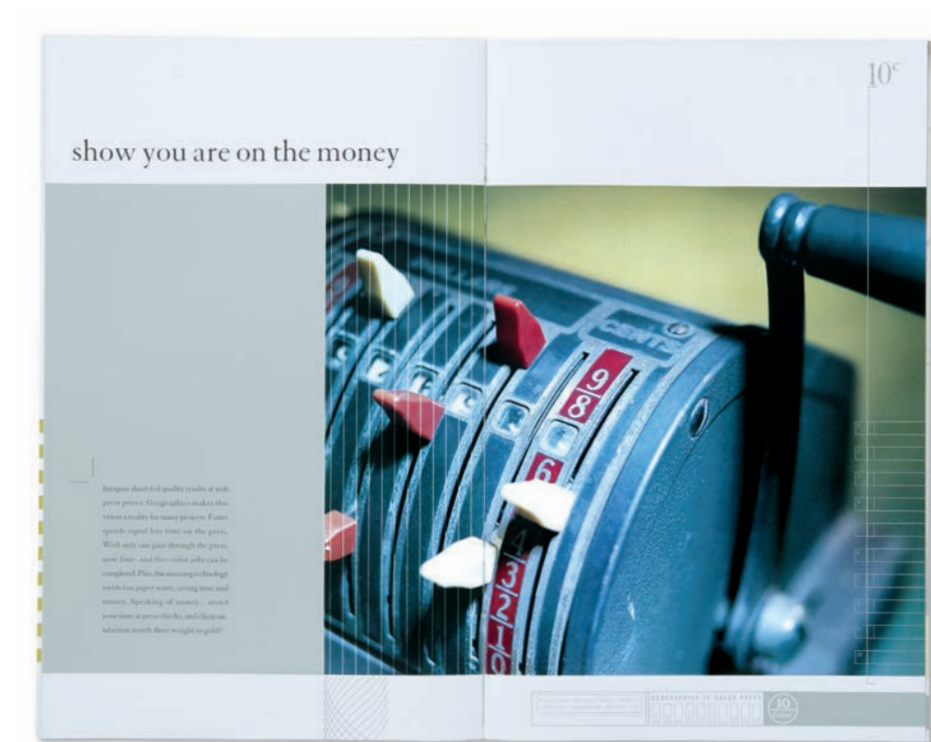 10c
show you are on the money
CENTS
9
8
6
4
3
2
1
0
Imagine sheet-fed quality results at web
press prices. Geographics makes this
vision a reality for many projects. Faster
speeds equal less time on the press.
With only one pass through the press,
now four- and five-color jobs can be
completed. Plus, this amazing technology
yields less paper waste, saving time and
money. Speaking of money... aren't
your time at press checks, and client sat-
isfaction worth their weight in gold?
GEOGRAPHICS 10 COLOR PRESS
10